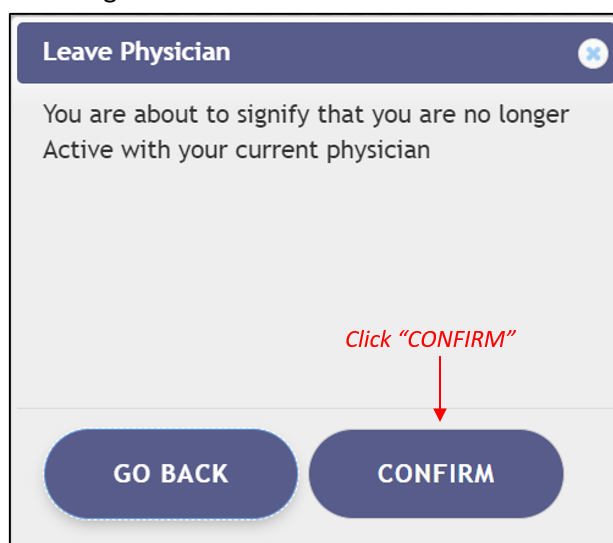 Leave Physician
You are about to signify that you are no longer
Active with your current physician
Click “CONFIRM”
GO BACK
CONFIRM